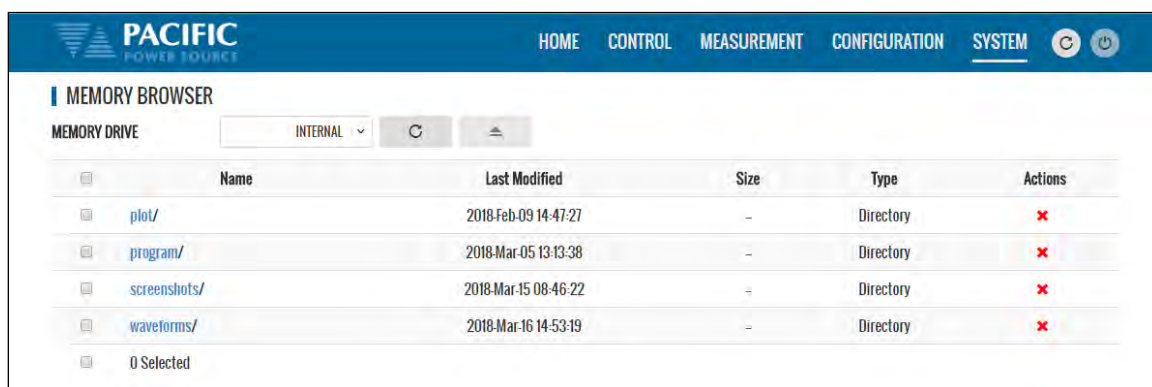 PACIFIC
POWER SOURCE
HOME CONTROL MEASUREMENT CONFIGURATION SYSTEM
MEMORY BROWSER
MEMORY DRIVE INTERNAL
Name Last Modified Size Type Actions
plot/ 2018-Feb-09 14:47:27 – Directory
program/ 2018-Mar-05 13:13:38 – Directory
screenshots/ 2018-Mar-15 08:46:22 – Directory
waveforms/ 2018-Mar-16 14:53:19 – Directory
0 Selected